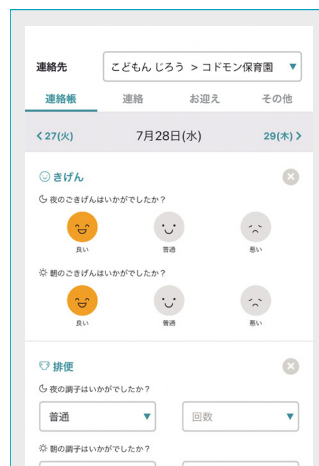 連絡先 こどもん じろう > コドモン保育園 ▼
連絡帳 連絡 お迎え その他
< 27(火) 7月28日(水) 29(木) >
きげん
夜のごきげんはいかがでしたか?
良い 普通 悪い
朝のごきげんはいかがでしたか?
良い 普通 悪い
排便
夜の調子はいかがでしたか?
普通 ▼ 回数 ▼
朝の調子はいかがでしたか?